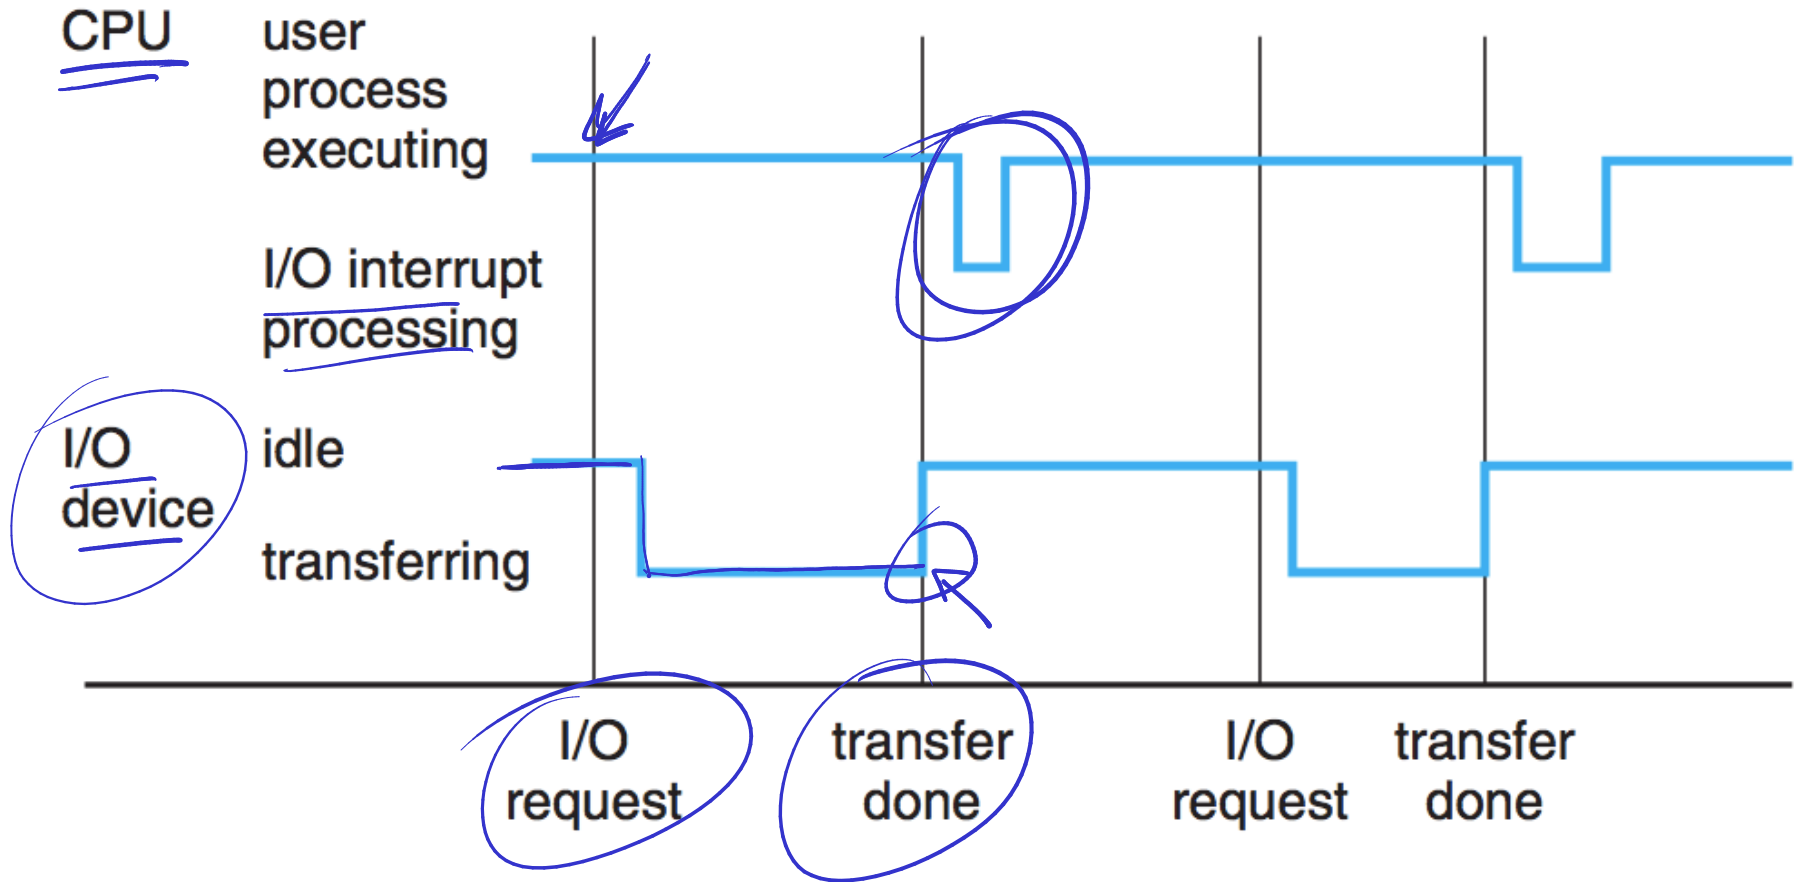 CPU
user
process
executing
I/O interrupt
processing
I/O
device
idle
transferring
I/O
request
transfer
done
I/O
request
transfer
done